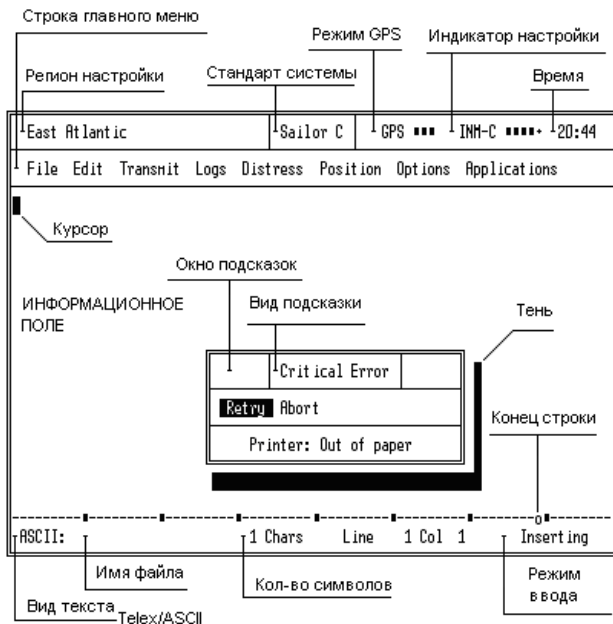 Строка главного меню
Режим GPS
Индикатор настройки
Регион настройки
Стандарт системы
Время
East Atlantic
Sailor C
GPS
INM-C
20:44
File Edit Transmit Logs Distress Position Options Applications
Курсор
Окно подсказок
ИНФОРМАЦИОННОЕ
ПОЛЕ
Вид подсказки
Тень
Critical Error
Retry Abort
Конец строки
Printer: Out of paper
ASCII:
1 Chars
Line 1 Col 1
Inserting
Имя файла
Кол-во символов
Режим
ввода
Вид текста
Telex/ASCII